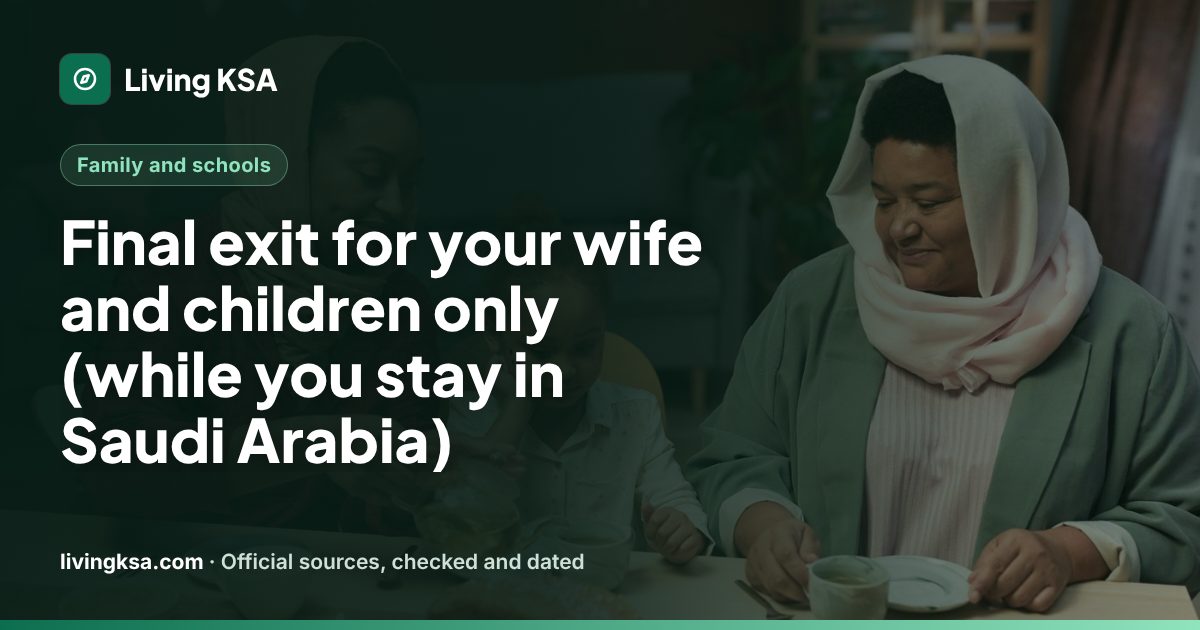 Living KSA
Family and schools
Final exit for your wife
and children only
(while you stay in
Saudi Arabia)
livingksa.com · Official sources, checked and dated